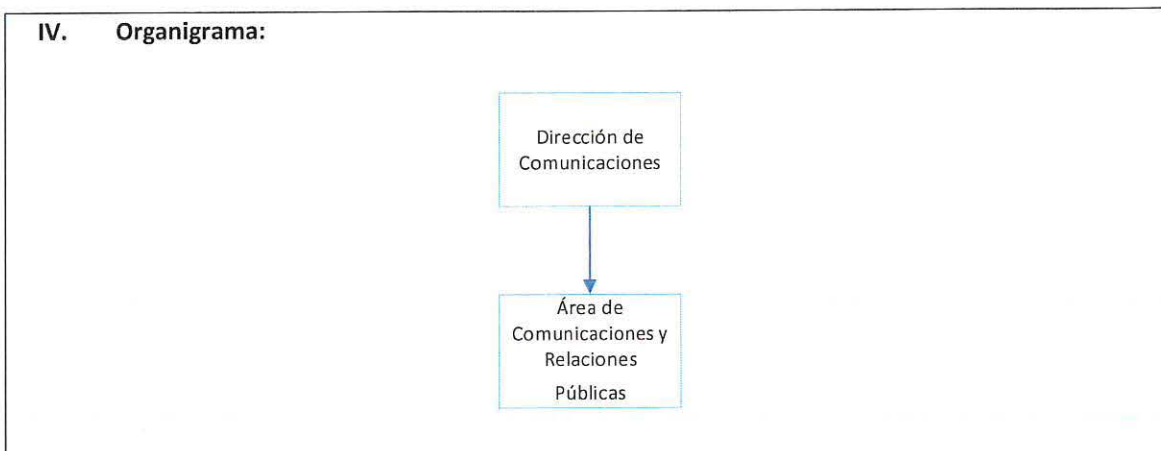 IV. Organigrama:
Dirección de
Comunicaciones
Área de
Comunicaciones y
Relaciones
Públicas